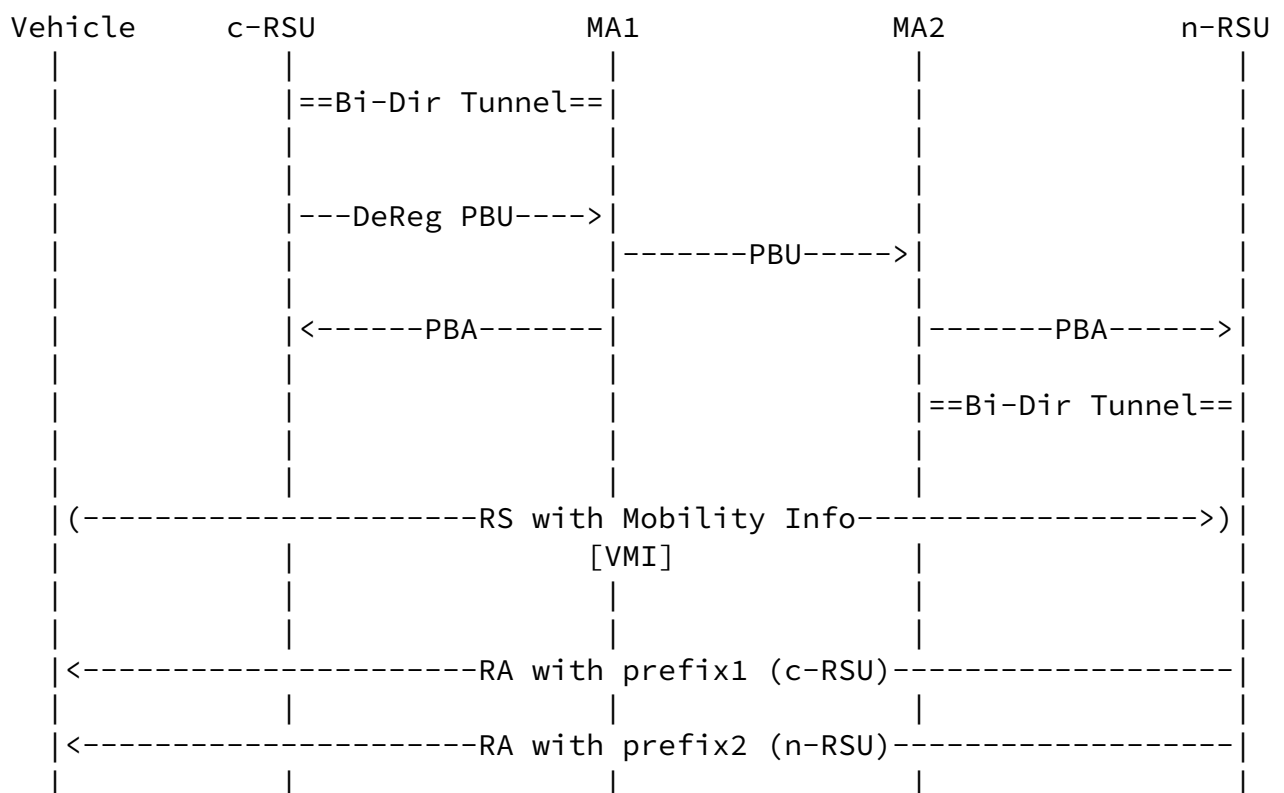 Vehicle c-RSU MA1 MA2 n-RSU
|==Bi-Dir Tunnel==|
|---DeReg PBU---->|
|-------PBU----->|
|<------PBA-------| |-------PBA------>|
|==Bi-Dir Tunnel==|
|(----------------------RS with Mobility Info------------------->)|
[VMI]
|<----------------------RA with prefix1 (c-RSU)-------------------|
|<----------------------RA with prefix2 (n-RSU)-------------------|